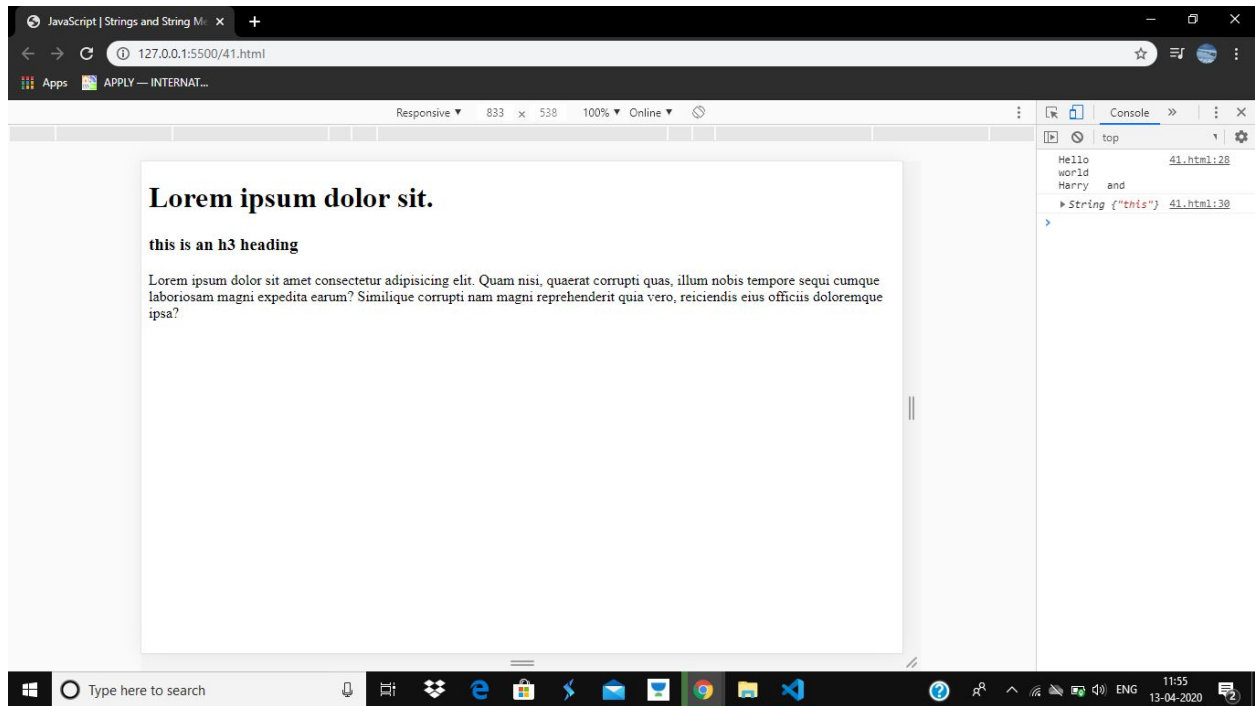 JavaScript | Strings and String Me
127.0.0.1:5500/41.html
Apps APPLY — INTERNAT...
Responsive ▼ 833 x 538 100% ▼ Online ▼
Console »
top
Lorem ipsum dolor sit.
this is an h3 heading
Lorem ipsum dolor sit amet consectetur adipisicing elit. Quam nisi, quaerat corrupti quas, illum nobis tempore sequi cumque
laboriosam magni expedita earum? Similique corrupti nam magni reprehenderit quia vero, reiciendis eius officiis doloremque
ipsa?
Hello 41.html:28
world
Harry and
▶String {"this"} 41.html:30
>
Type here to search
ENG
11:55
13-04-2020
2